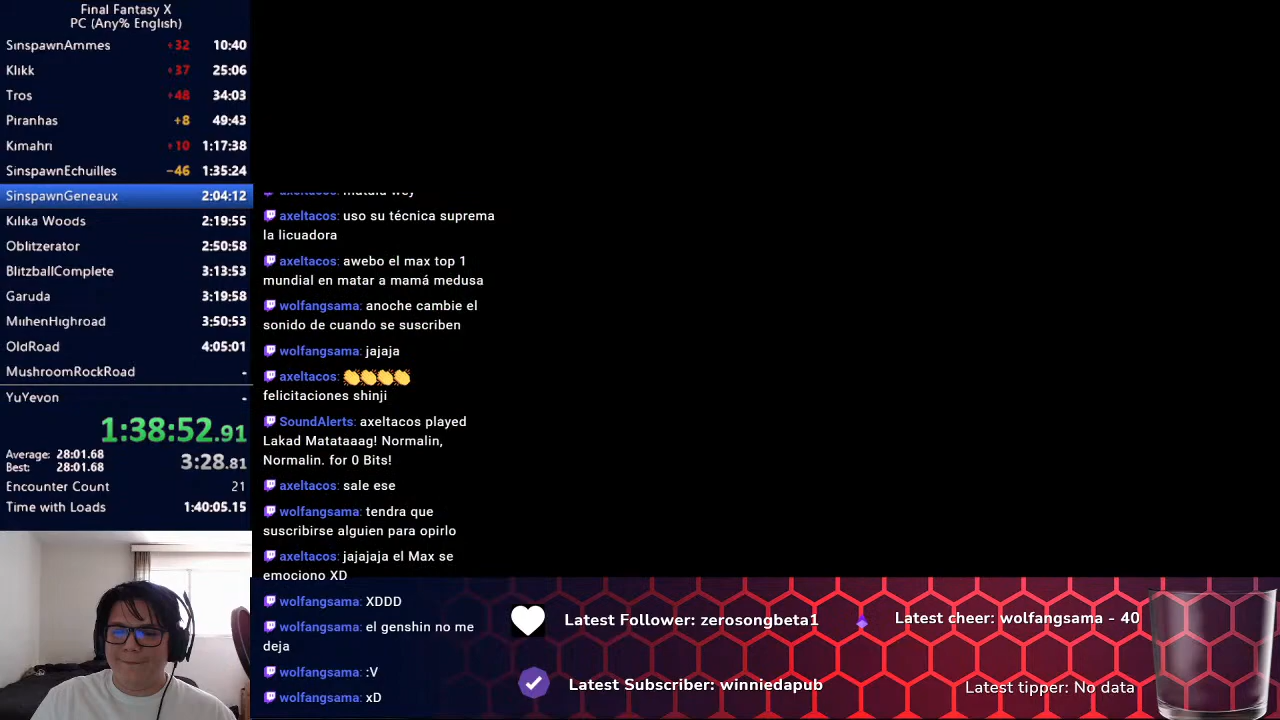 Final Fantasy X
PC (Any% English)
SinspawnAmmes +32 10:40
Klikk +37 25:06
Tros +48 34:03
Piranhas +8 49:43
Kimahri +10 1:17:38
SinspawnEchuilles −46 1:35:24
SinspawnGeneaux 2:04:12
Kilika Woods 2:19:55
Oblitzerator 2:50:58
BlitzballComplete 3:13:53
Garuda 3:19:58
MiihenHighroad 3:50:53
OldRoad 4:05:01
MushroomRockRoad -
YuYevon -
1:38:52.91
Average: 28:01.68
Best: 28:01.68
3:28.81
Encounter Count 21
Time with Loads 1:40:05.15
axeltacos: matala wey
axeltacos: uso su técnica suprema
la licuadora
axeltacos: awebo el max top 1
mundial en matar a mamá medusa
wolfangsama: anoche cambie el
sonido de cuando se suscriben
wolfangsama: jajaja
axeltacos: 👏👏👏👏
felicitaciones shinji
SoundAlerts: axeltacos played
Lakad Matataaag! Normalin,
Normalin. for 0 Bits!
axeltacos: sale ese
wolfangsama: tendra que
suscribirse alguien para opirlo
axeltacos: jajajaja el Max se
emociono XD
wolfangsama: XDDD
wolfangsama: el genshin no me
deja
wolfangsama: :V
wolfangsama: xD
Latest Follower: zerosongbeta1
Latest cheer: wolfangsama - 40
Latest Subscriber: winniedapub
Latest tipper: No data